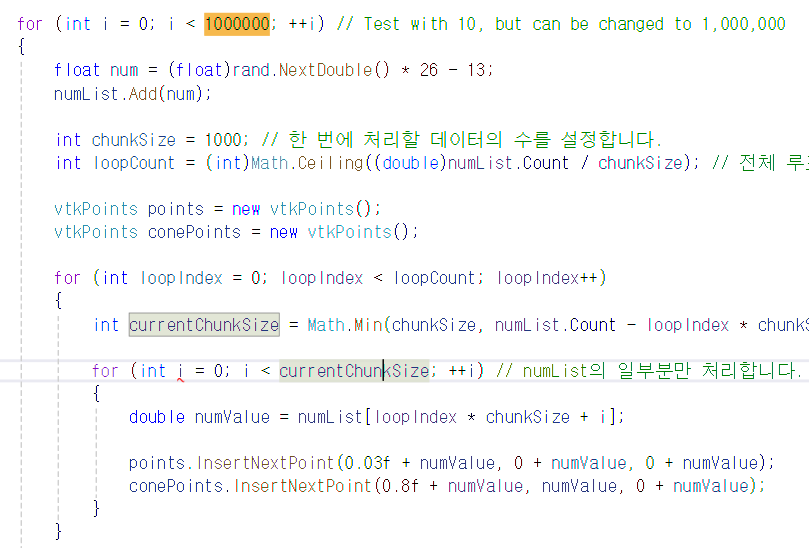 for (int i = 0; i < 1000000; ++i) // Test with 10, but can be changed to 1,000,000
{
float num = (float)rand.NextDouble() * 26 - 13;
numList.Add(num);
int chunkSize = 1000; // 한 번에 처리할 데이터의 수를 설정합니다.
int loopCount = (int)Math.Ceiling((double)numList.Count / chunkSize); // 전체
vtkPoints points = new vtkPoints();
vtkPoints conePoints = new vtkPoints();
for (int loopIndex = 0; loopIndex < loopCount; loopIndex++)
{
int currentChunkSize = Math.Min(chunkSize, numList.Count - loopIndex * chunkS
for (int i = 0; i < currentChunkSize; ++i) // numList의 일부분만 처리합니다.
{
double numValue = numList[loopIndex * chunkSize + i];
points.InsertNextPoint(0.03f + numValue, 0 + numValue, 0 + numValue);
conePoints.InsertNextPoint(0.8f + numValue, numValue, 0 + numValue);
}
}